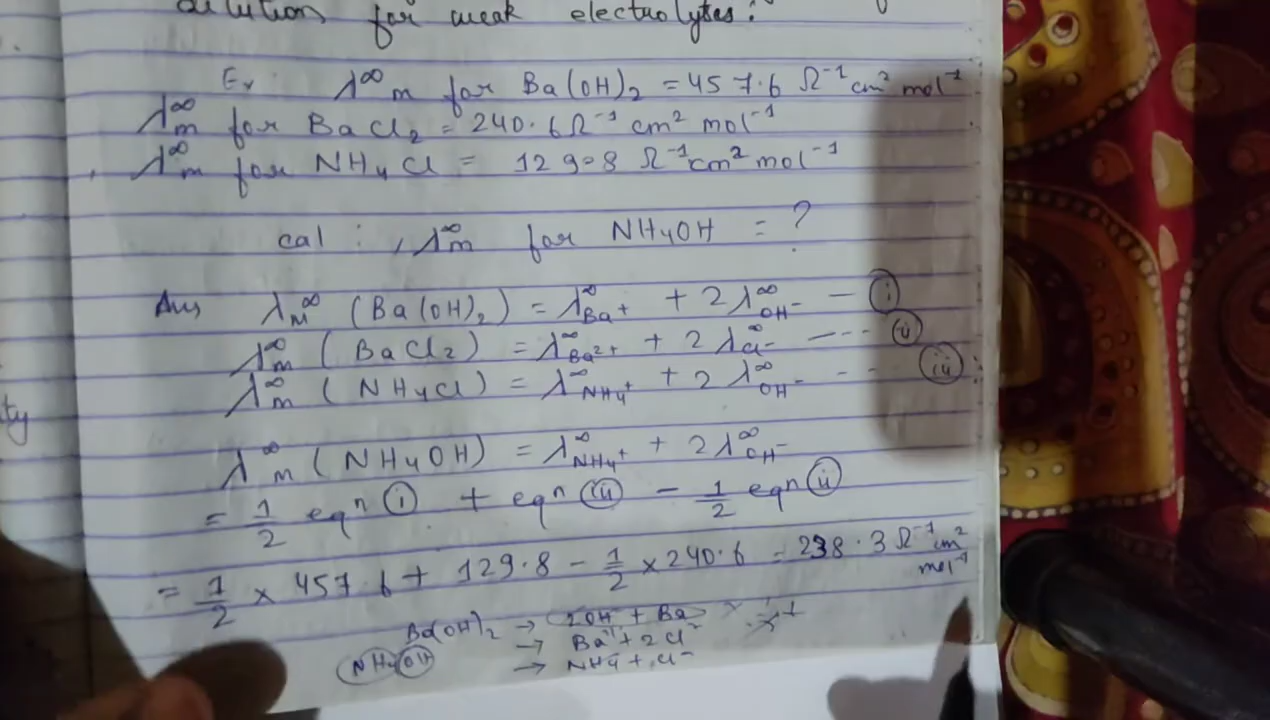 dilution for weak electrolytes:
Ex λ∞m for Ba(OH)2 = 457.6 Ω-1 cm2 mol-1
λ∞m for BaCl2 = 240.6 Ω-1 cm2 mol-1
λ∞m for NH4Cl = 129.8 Ω-1 cm2 mol-1
cal : , λ∞m for NH4OH = ?
Ans λ∞M (Ba(OH)2) = λ∞Ba+ + 2λ∞OH- — (i)
λ∞m (BaCl2) = λ∞Ba2+ + 2λ∞Cl- --- (ii)
λ∞m (NH4Cl) = λ∞NH4+ + 2λ∞OH- -- (iii)
ty
λ∞m (NH4OH) = λ∞NH4+ + 2λ∞OH-
= 1/2 eqn (i) + eqn (iii) - 1/2 eqn (ii)
= 1/2 × 457.6 + 129.8 - 1/2 × 240.6 = 238.3 Ω-1 cm2 mol-1
Ba(OH)2 → 2OH- + Ba
→ Ba++ + 2Cl-
NH4OH → NH4+ + Cl-